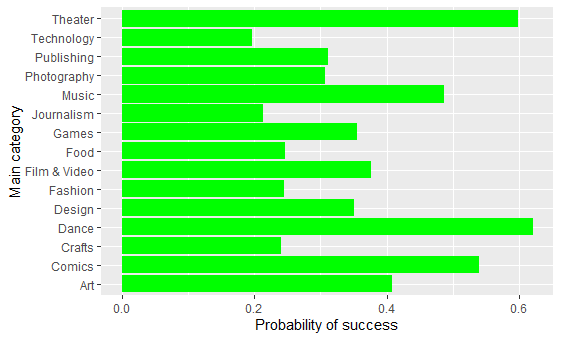 Theater
Technology
Publishing
Photography
Music
Journalism
Games
Food
Film & Video
Fashion
Design
Dance
Crafts
Comics
Art
Main category
0.0 0.2 0.4 0.6
Probability of success